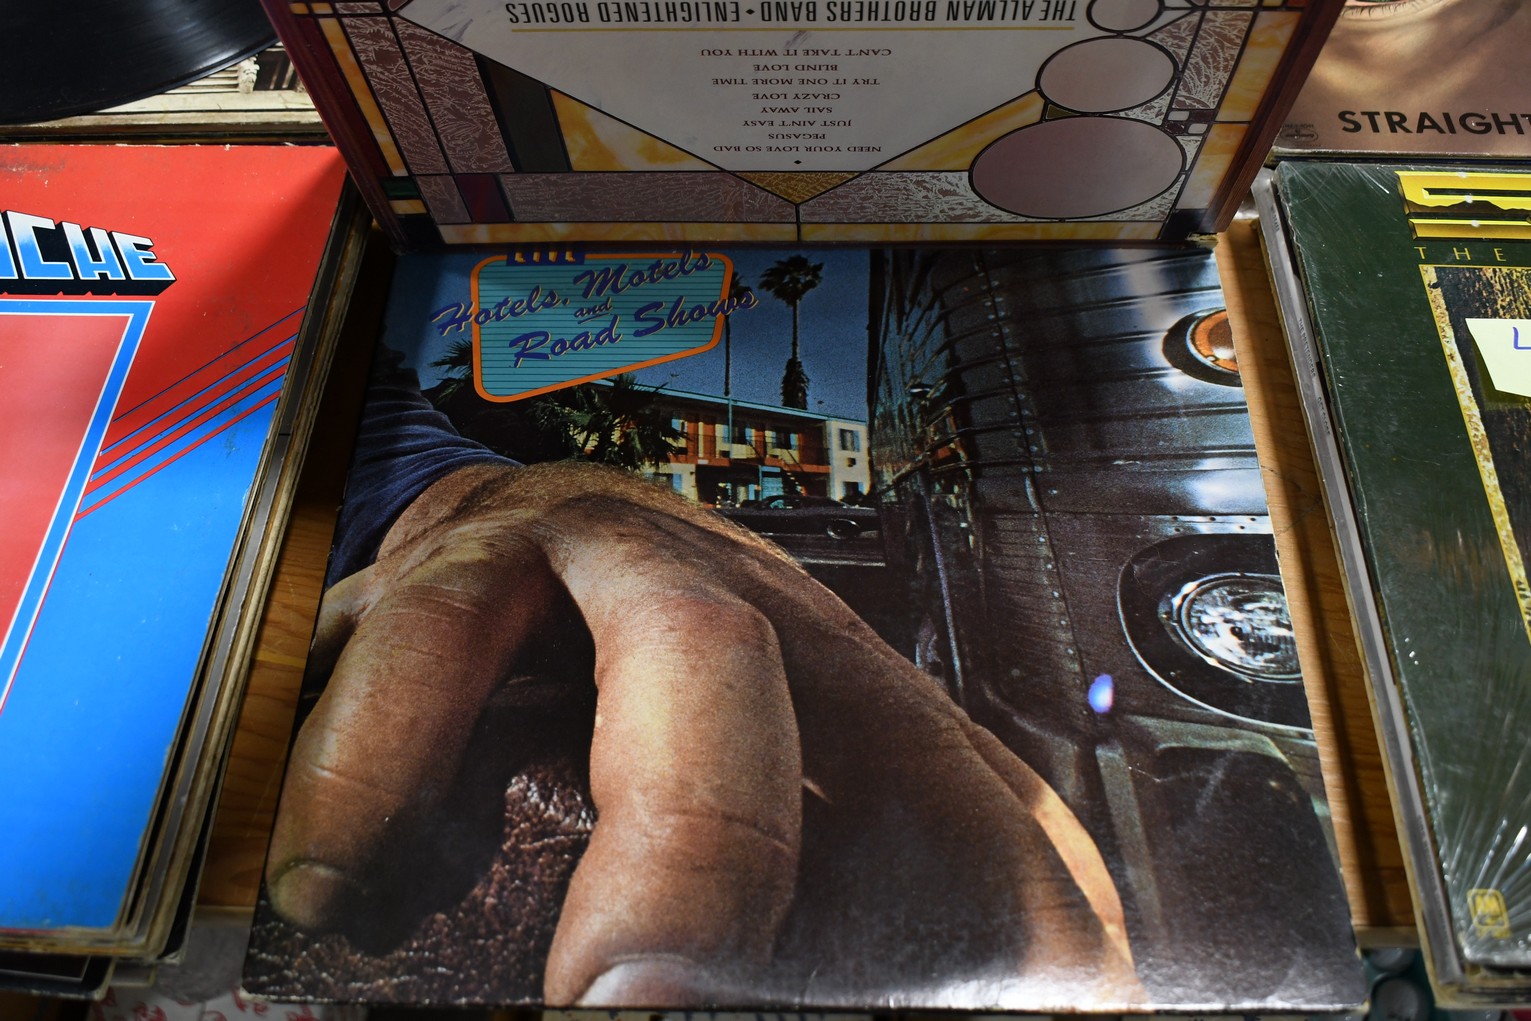 THE ALLMAN BROTHERS BAND • ENLIGHTENED ROGUES
CAN'T TAKE IT WITH YOU
BLIND LOVE
TRY IT ONE MORE TIME
CRAZY LOVE
SAIL AWAY
JUST AIN'T EASY
PEGASUS
NEED YOUR LOVE SO BAD
STRAIGHT
ICHE
LIVE
Hotels, Motels
and
Road Shows
THE
L
A&M